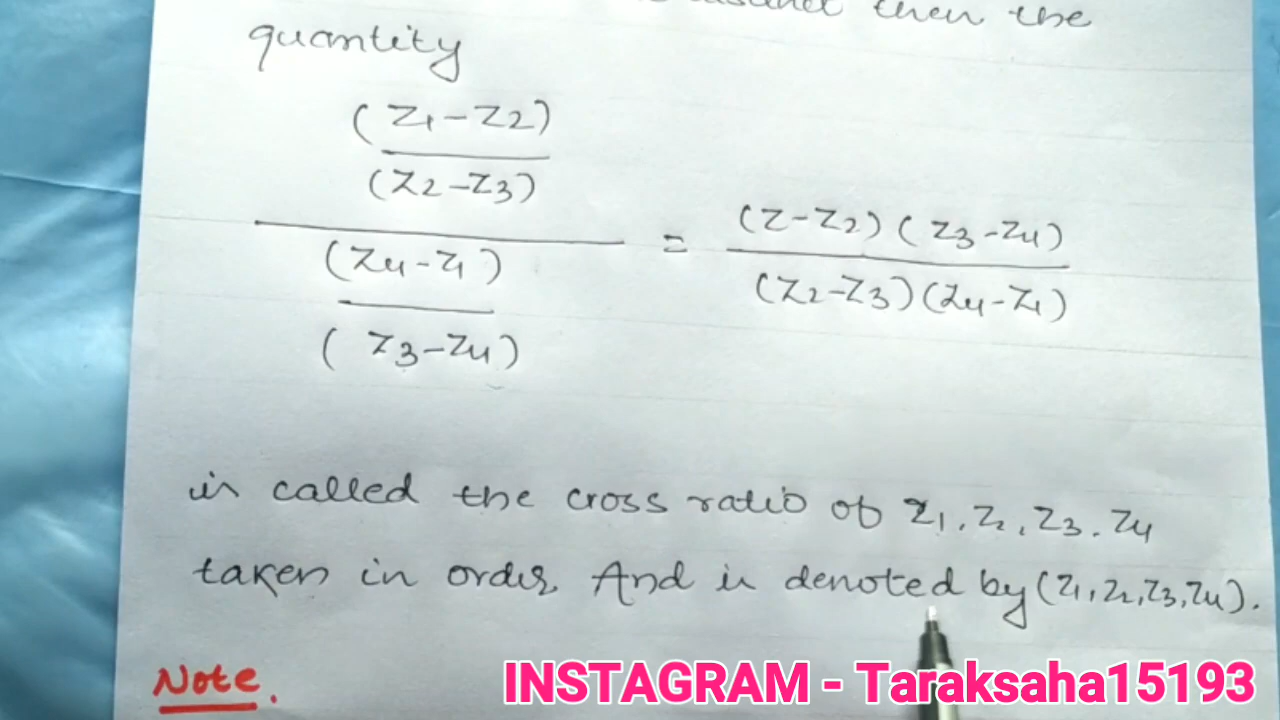 then the
quantity
(z1-z2)
(z2-z3)
(z4-z1)
(z3-z4)
= (z-z2)(z3-z4)
(z2-z3)(z4-z1)
is called the cross ratio of z1, z2, z3. z4
taken in order. And is denoted by (z1, z2, z3, z4).
Note.
INSTAGRAM - Taraksaha15193